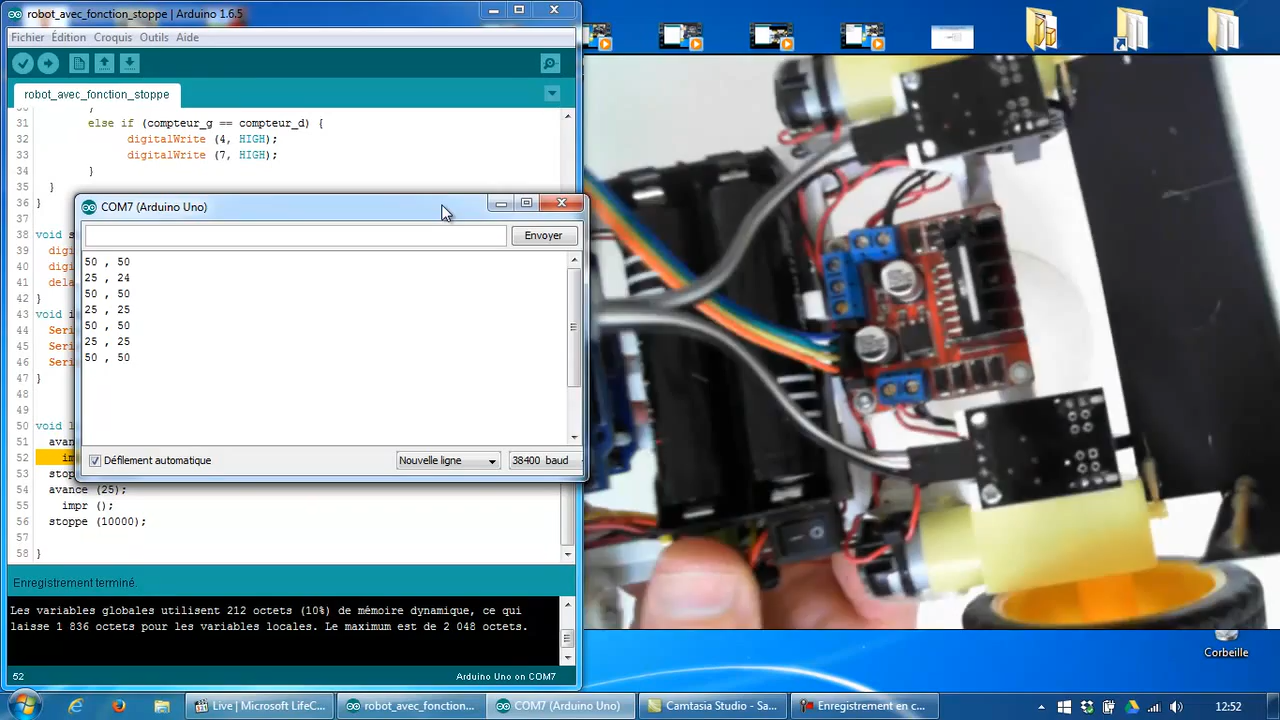 robot_avec_fonction_stoppe | Arduino 1.6.5
Fichier Édition Croquis Outils Aide
robot_avec_fonction_stoppe
31 else if (compteur_g == compteur_d) {
32 digitalWrite (4, HIGH);
33 digitalWrite (7, HIGH);
34 }
35 }
36
COM7 (Arduino Uno)
Envoyer
50 , 50
25 , 24
50 , 50
25 , 25
50 , 50
25 , 25
50 , 50
Défilement automatique
Nouvelle ligne
38400 baud
38 void s
39 digi
40 digi
41 dela
42 }
43 void i
44 Seri
45 Seri
46 Seri
47 }
48
49
50 void l
51 avan
52 imp
53 stop
54 avance (25);
55 impr ();
56 stoppe (10000);
57
58 }
Enregistrement terminé.
Les variables globales utilisent 212 octets (10%) de mémoire dynamique, ce qui
laisse 1 836 octets pour les variables locales. Le maximum est de 2 048 octets.
52
Arduino Uno on COM7
Corbeille
Live | Microsoft LifeC...
robot_avec_fonction...
COM7 (Arduino Uno)
Camtasia Studio - Sa...
Enregistrement en c...
12:52